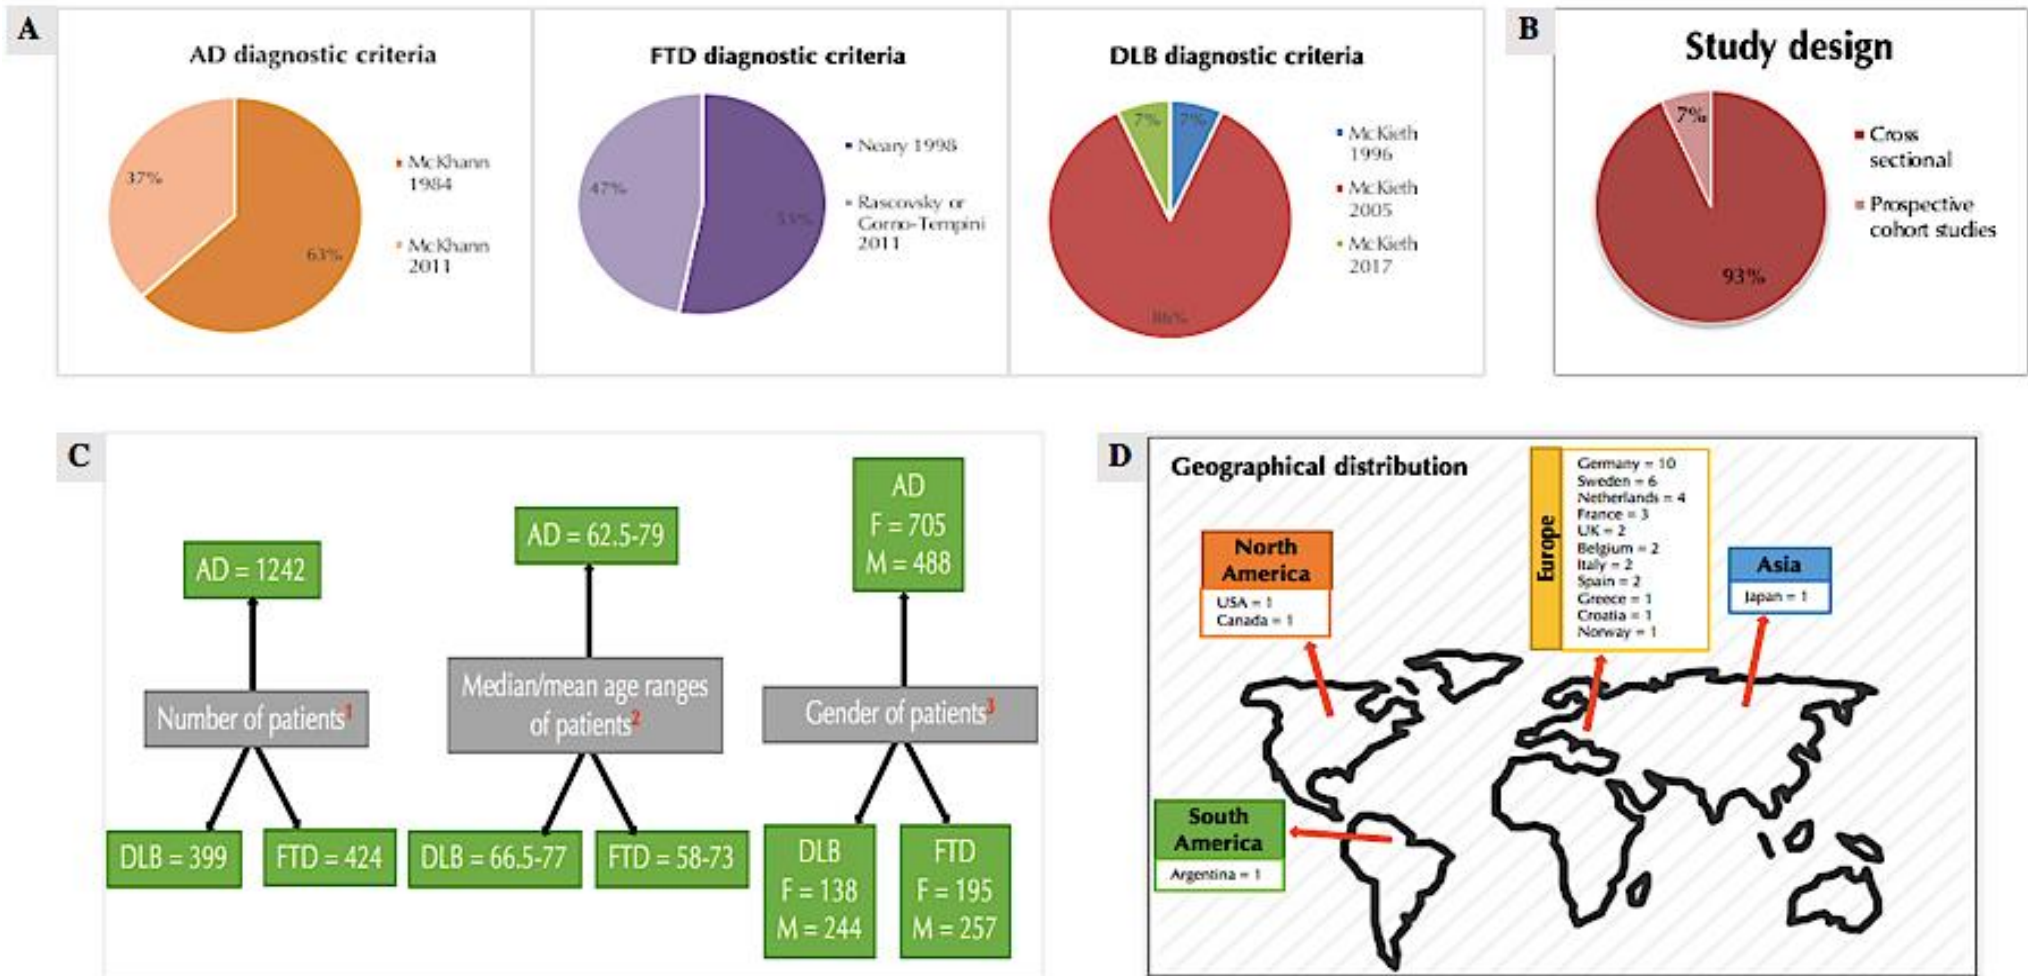 A
AD diagnostic criteria
37%
63%
McKhann
1984
McKhann
2011
FTD diagnostic criteria
47%
53%
Neary 1998
Rascovsky or
Gorno-Tempini
2011
DLB diagnostic criteria
7%
7%
86%
McKieth
1996
McKieth
2005
McKieth
2017
B
Study design
7%
93%
Cross
sectional
Prospective
cohort studies
C
AD = 1242
Number of patients1
DLB = 399
FTD = 424
AD = 62.5-79
Median/mean age ranges
of patients2
DLB = 66.5-77
FTD = 58-73
AD
F = 705
M = 488
Gender of patients3
DLB
F = 138
M = 244
FTD
F = 195
M = 257
D
Geographical distribution
North
America
USA = 1
Canada = 1
Europe
Germany = 10
Sweden = 6
Netherlands = 4
France = 3
UK = 2
Belgium = 2
Italy = 2
Spain = 2
Greece = 1
Croatia = 1
Norway = 1
Asia
Japan = 1
South
America
Argentina = 1